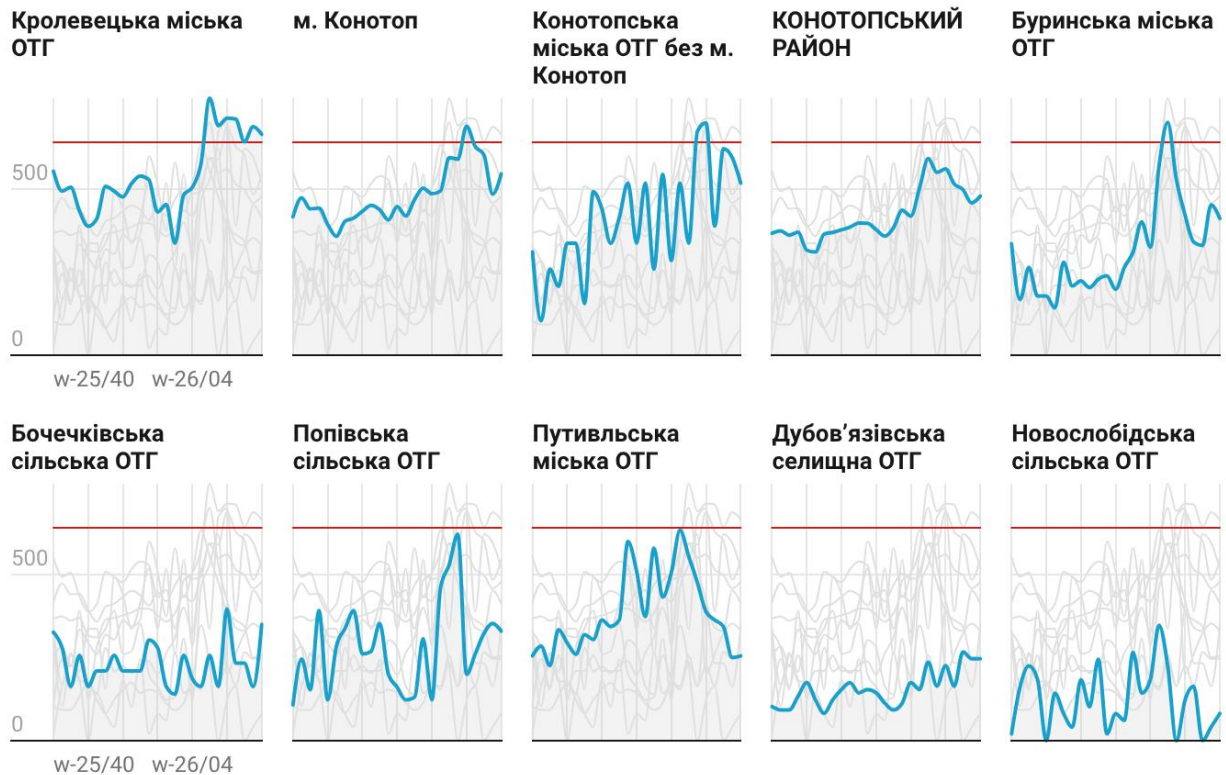 Кролевецька міська
ОТГ
м. Конотоп
Конотопська
міська ОТГ без м.
Конотоп
КОНОТОПСЬКИЙ
РАЙОН
Буринська міська
ОТГ
500
0
w-25/40 w-26/04
Бочечківська
сільська ОТГ
Попівська
сільська ОТГ
Путивльська
міська ОТГ
Дубов’язівська
селищна ОТГ
Новослобідська
сільська ОТГ
500
0
w-25/40 w-26/04